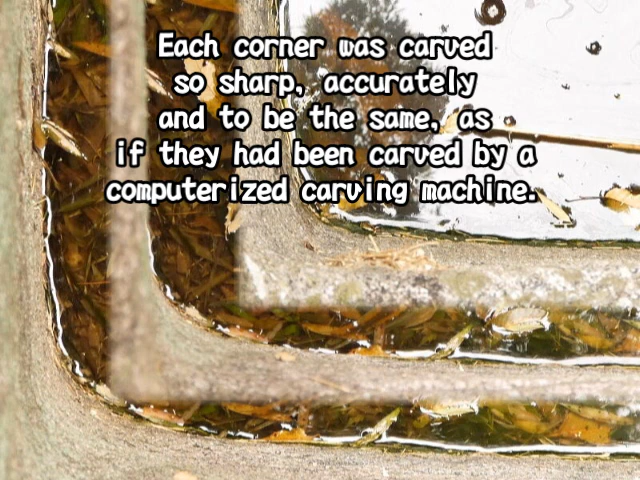 Each corner was carved
so sharp, accurately
and to be the same, as
if they had been carved by a
computerized carving machine.